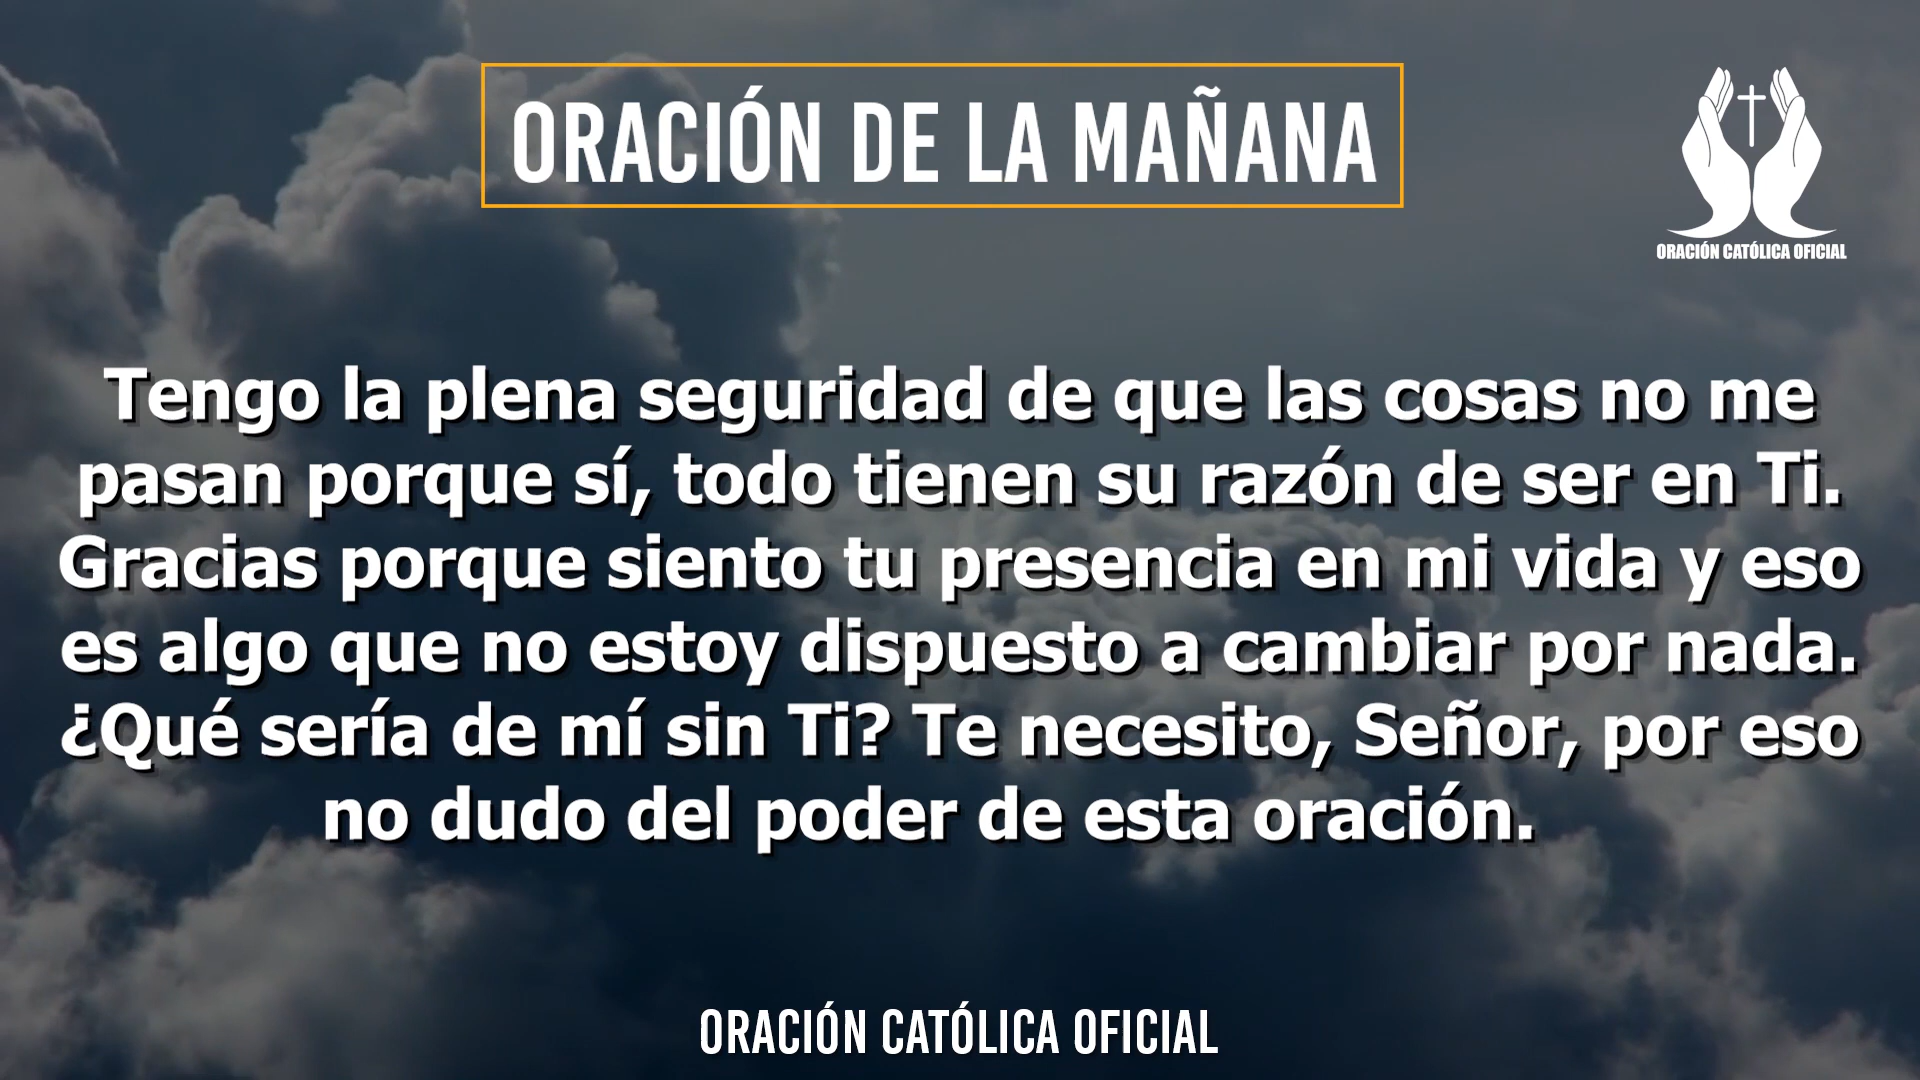 ORACIÓN DE LA MAÑANA
ORACIÓN CATÓLICA OFICIAL
Tengo la plena seguridad de que las cosas no me
pasan porque sí, todo tienen su razón de ser en Ti.
Gracias porque siento tu presencia en mi vida y eso
es algo que no estoy dispuesto a cambiar por nada.
¿Qué sería de mí sin Ti? Te necesito, Señor, por eso
no dudo del poder de esta oración.
ORACIÓN CATÓLICA OFICIAL